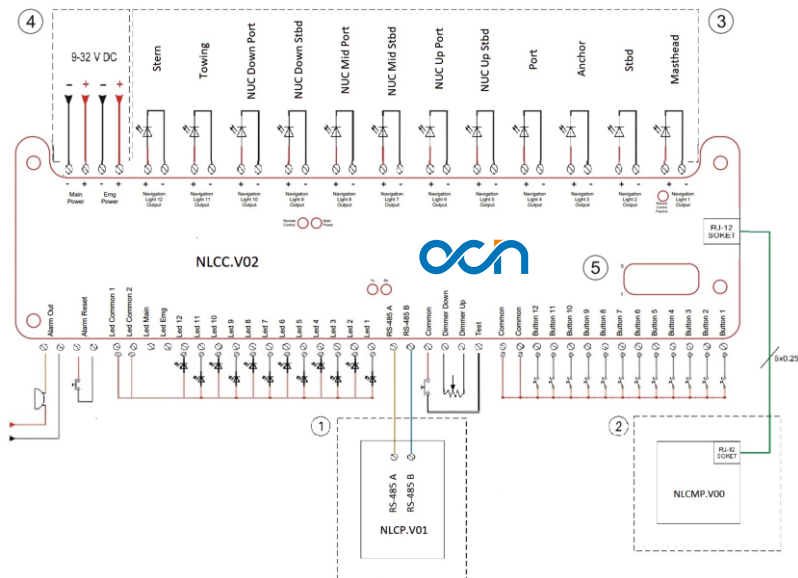 4
3
9-32 V DC
Stern
Towing
NUC Down Port
NUC Down Stbd
NUC Mid Port
NUC Mid Stbd
NUC Up Port
NUC Up Stbd
Port
Anchor
Stbd
Masthead
- + - +
- + - +
Main
Power
Emg
Power
+ -
Navigation
Light 12
Output
+ -
Navigation
Light 11
Output
+ -
Navigation
Light 10
Output
+ -
Navigation
Light 9
Output
+ -
Navigation
Light 8
Output
+ -
Navigation
Light 7
Output
+ -
Navigation
Light 6
Output
+ -
Navigation
Light 5
Output
+ -
Navigation
Light 4
Output
+ -
Navigation
Light 3
Output
+ -
Navigation
Light 2
Output
+ -
Navigation
Light 1
Output
Remote
Control
Main
Power
RJ-12
SOKET
NLCC.V02
ocin
5
0
1
Tx
Rx
Alarm Out
Alarm Reset
Led Common 1
Led Common 2
Led Main
Led Emg
Led 12
Led 11
Led 10
Led 9
Led 8
Led 7
Led 6
Led 5
Led 4
Led 3
Led 2
Led 1
RS-485 A
RS-485 B
Common
Dimmer Down
Dimmer Up
Test
Common
Common
Button 12
Button 11
Button 10
Button 9
Button 8
Button 7
Button 6
Button 5
Button 4
Button 3
Button 2
Button 1
6x0.25
1
RS-485 A
RS-485 B
NLCP.V01
2
RJ-12
SOKET
NLCMP.V00